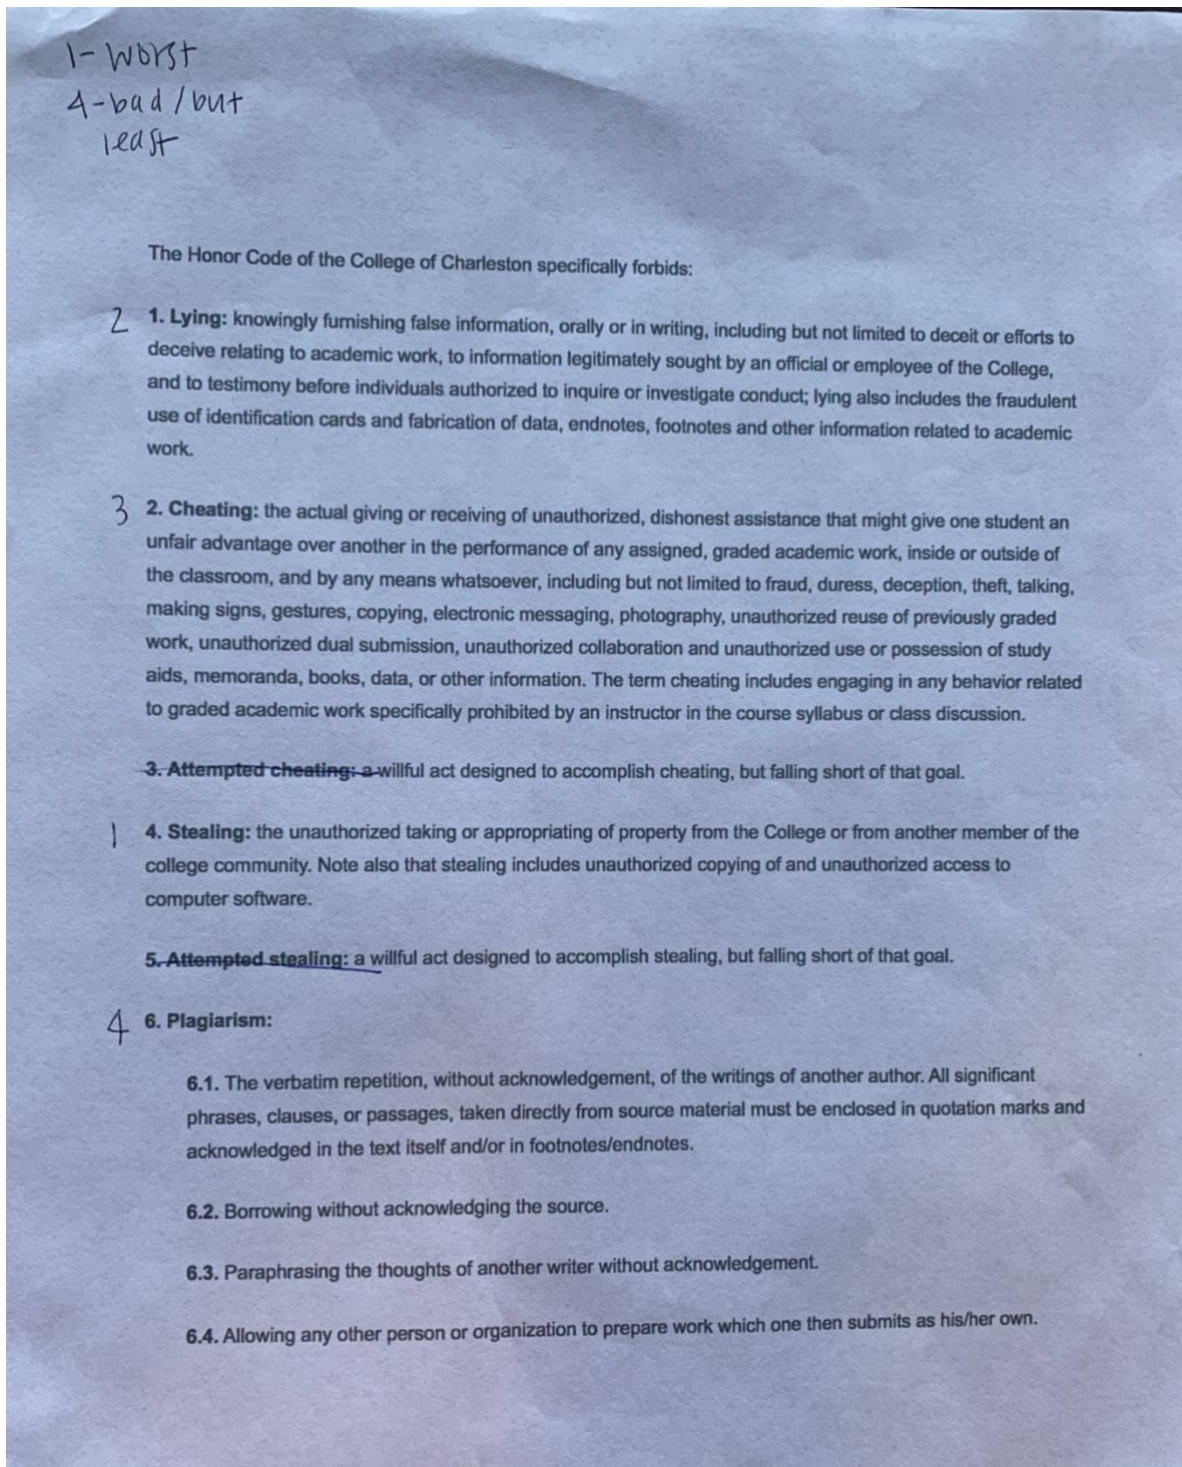 1- Worst
4-bad/but
least
The Honor Code of the College of Charleston specifically forbids:
2 1. Lying: knowingly furnishing false information, orally or in writing, including but not limited to deceit or efforts to
deceive relating to academic work, to information legitimately sought by an official or employee of the College,
and to testimony before individuals authorized to inquire or investigate conduct; lying also includes the fraudulent
use of identification cards and fabrication of data, endnotes, footnotes and other information related to academic
work.
3 2. Cheating: the actual giving or receiving of unauthorized, dishonest assistance that might give one student an
unfair advantage over another in the performance of any assigned, graded academic work, inside or outside of
the classroom, and by any means whatsoever, including but not limited to fraud, duress, deception, theft, talking,
making signs, gestures, copying, electronic messaging, photography, unauthorized reuse of previously graded
work, unauthorized dual submission, unauthorized collaboration and unauthorized use or possession of study
aids, memoranda, books, data, or other information. The term cheating includes engaging in any behavior related
to graded academic work specifically prohibited by an instructor in the course syllabus or class discussion.
3. Attempted cheating: a willful act designed to accomplish cheating, but falling short of that goal.
1 4. Stealing: the unauthorized taking or appropriating of property from the College or from another member of the
college community. Note also that stealing includes unauthorized copying of and unauthorized access to
computer software.
5. Attempted stealing: a willful act designed to accomplish stealing, but falling short of that goal.
4 6. Plagiarism:
6.1. The verbatim repetition, without acknowledgement, of the writings of another author. All significant
phrases, clauses, or passages, taken directly from source material must be enclosed in quotation marks and
acknowledged in the text itself and/or in footnotes/endnotes.
6.2. Borrowing without acknowledging the source.
6.3. Paraphrasing the thoughts of another writer without acknowledgement.
6.4. Allowing any other person or organization to prepare work which one then submits as his/her own.